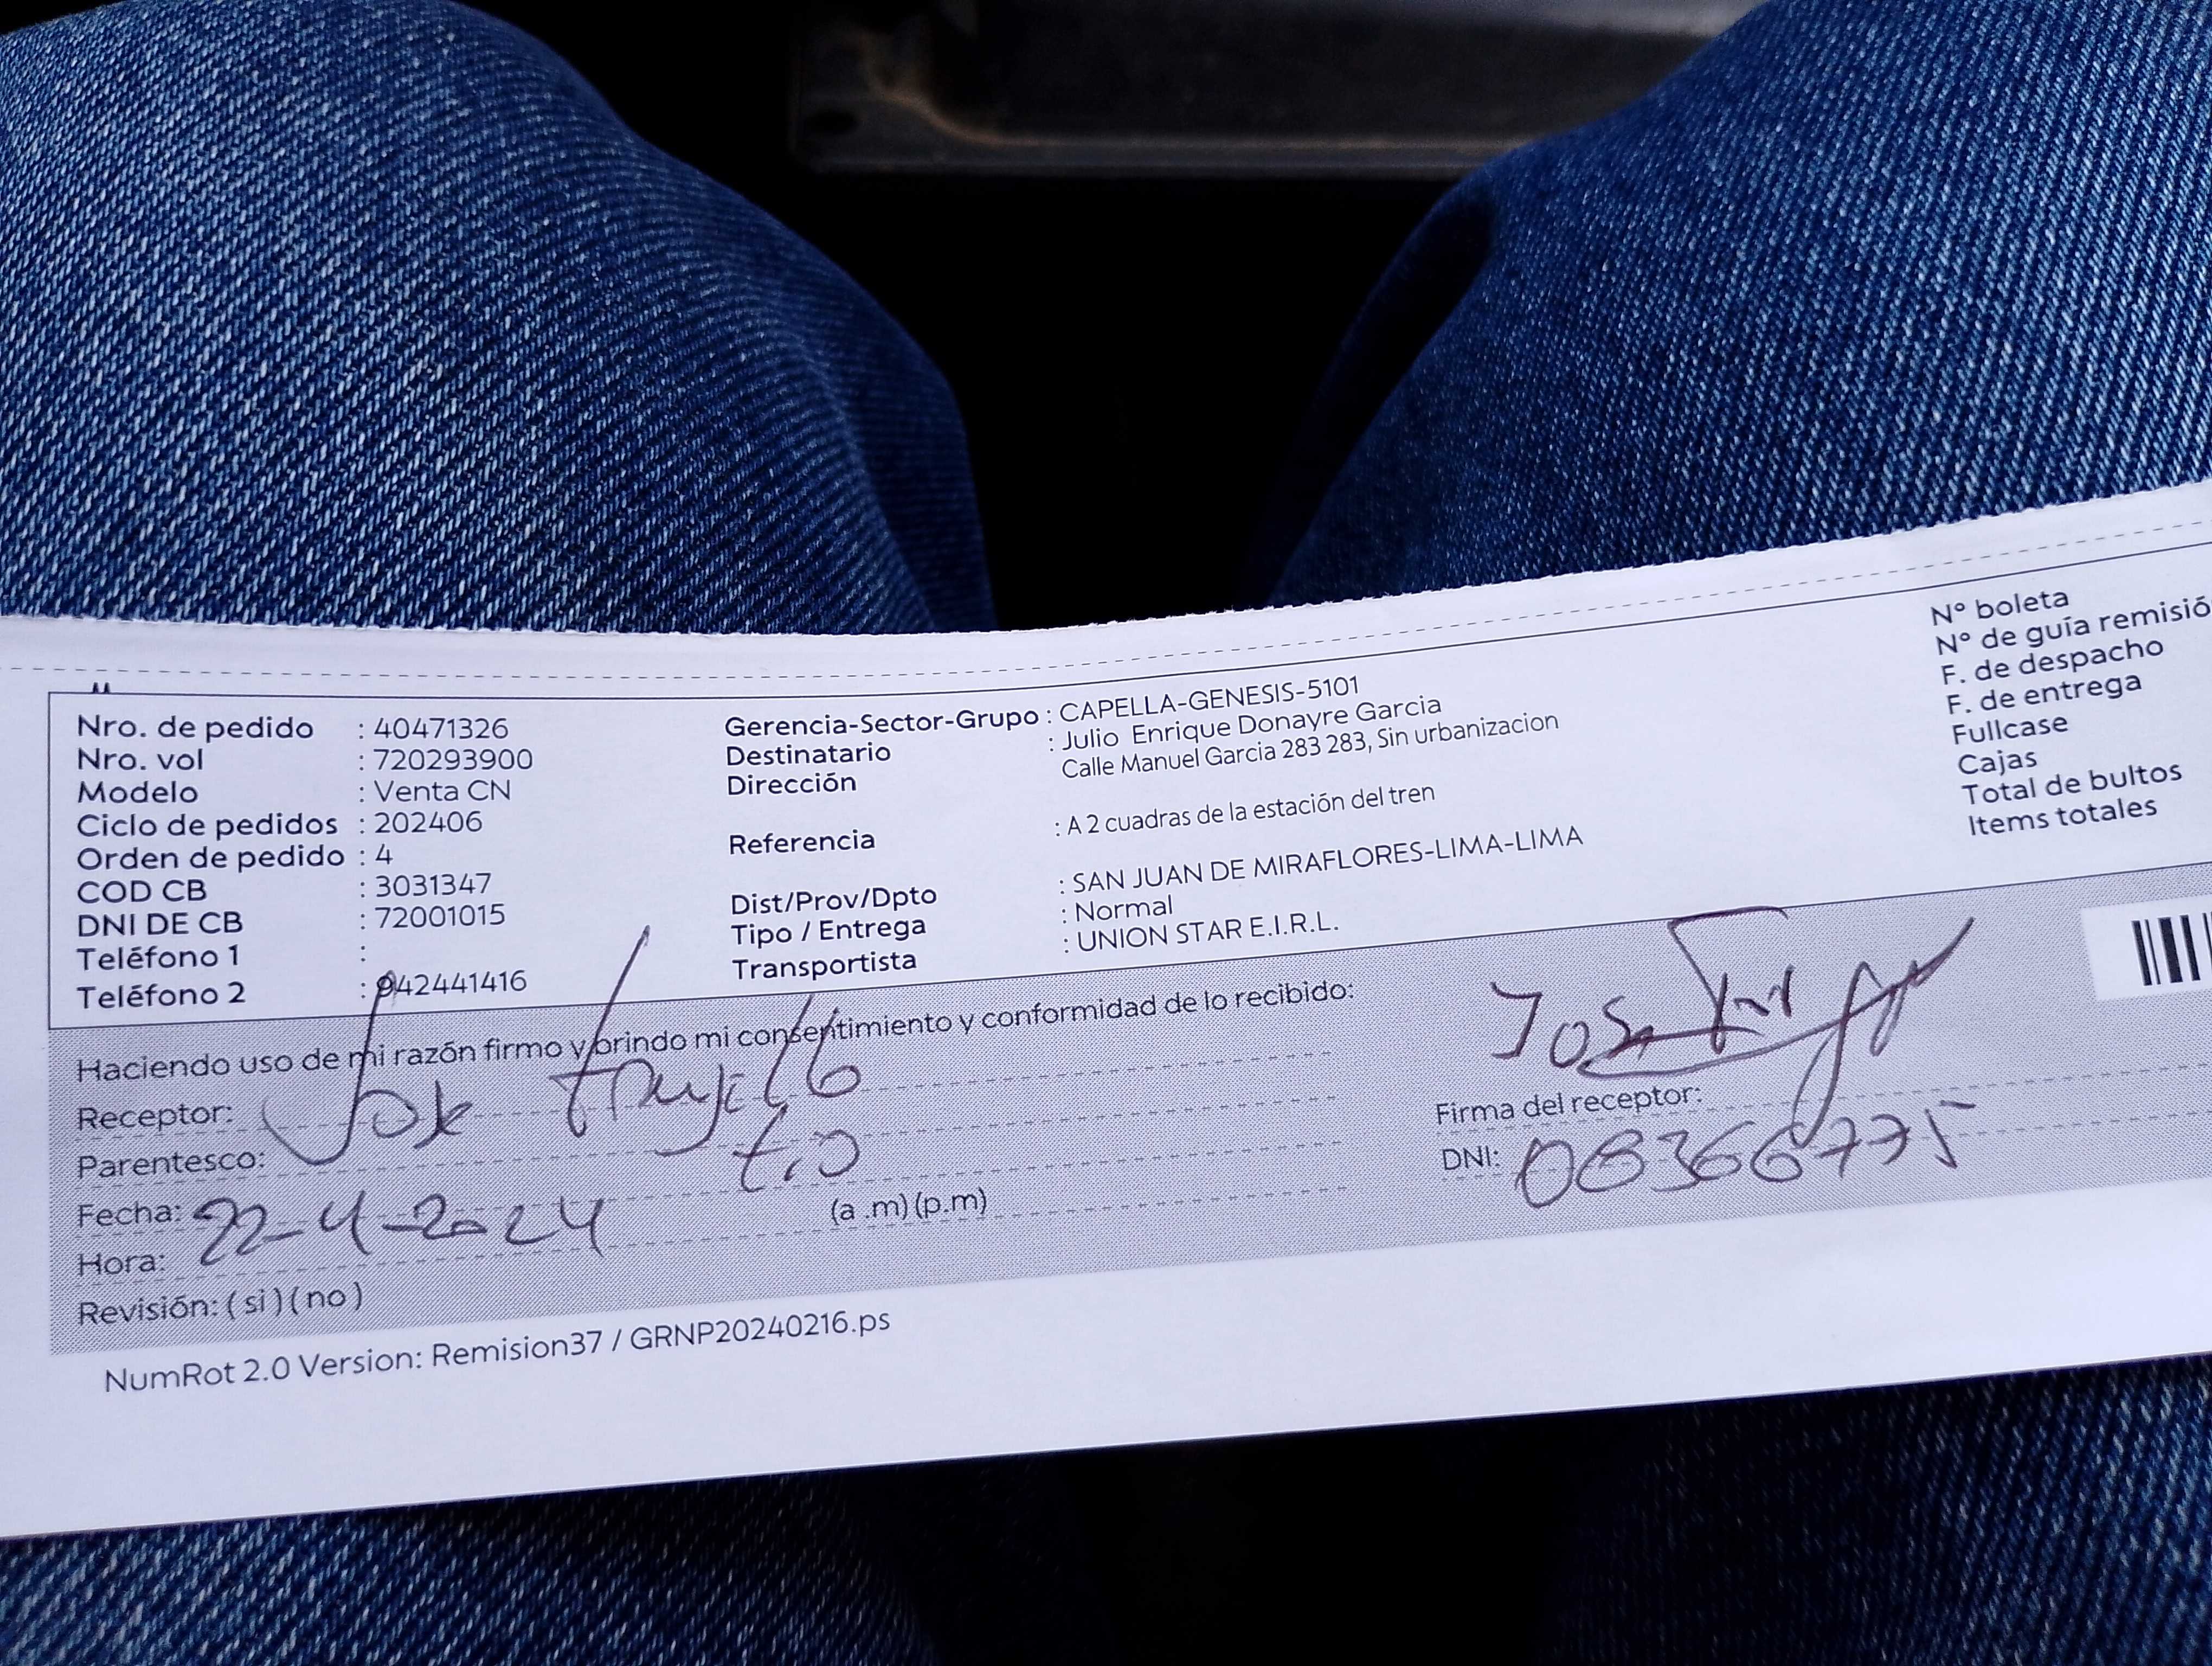 Nro. de pedido : 40471326
Nro. vol : 720293900
Modelo : Venta CN
Ciclo de pedidos : 202406
Orden de pedido : 4
COD CB : 3031347
DNI DE CB : 72001015
Teléfono 1 :
Teléfono 2 : 942441416
Gerencia-Sector-Grupo : CAPELLA-GENESIS-5101
Destinatario : Julio Enrique Donayre Garcia
Dirección Calle Manuel Garcia 283 283, Sin urbanizacion
Referencia : A 2 cuadras de la estación del tren
Dist/Prov/Dpto : SAN JUAN DE MIRAFLORES-LIMA-LIMA
Tipo / Entrega : Normal
Transportista : UNION STAR E.I.R.L.
N° boleta
N° de guía remisió
F. de despacho
F. de entrega
Fullcase
Cajas
Total de bultos
Items totales
Haciendo uso de mi razón firmo y brindo mi consentimiento y conformidad de lo recibido:
Receptor: José Trujillo
Parentesco: tio
Fecha: 22-4-2024
Hora: (a .m) (p.m)
Revisión: ( si ) ( no )
Firma del receptor:
DNI: 08366775
NumRot 2.0 Version: Remision37 / GRNP20240216.ps